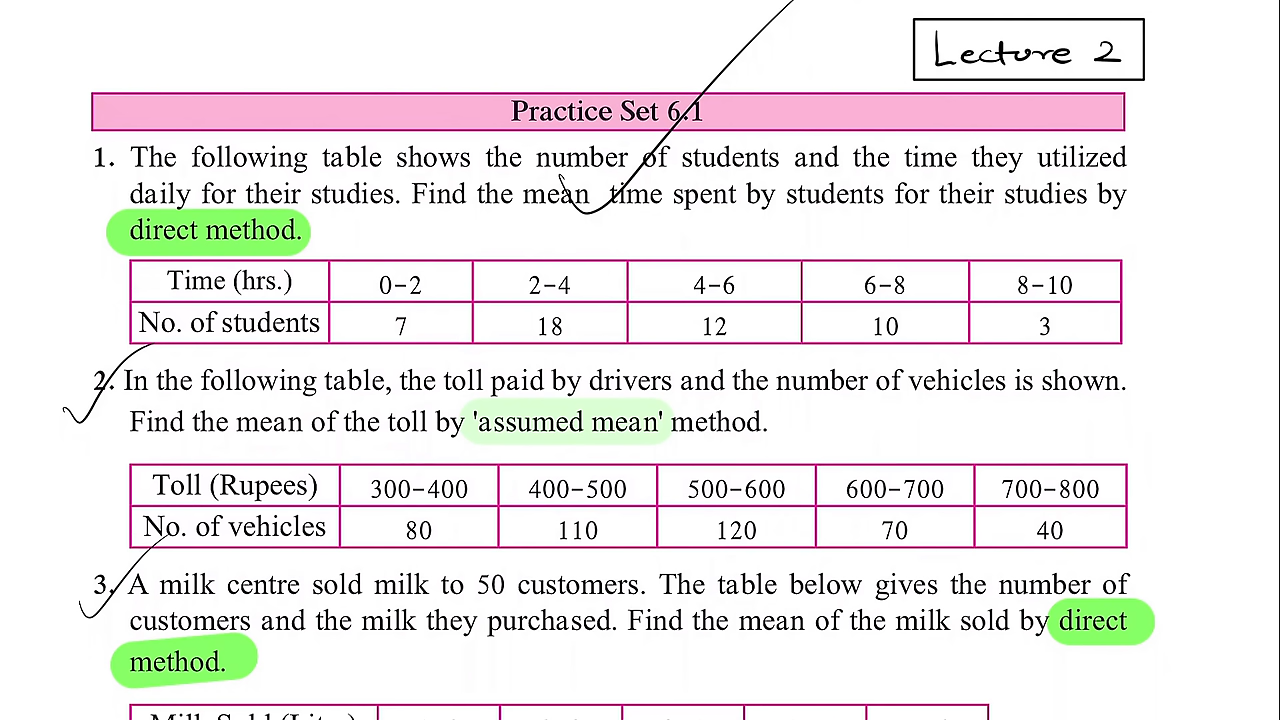 Lecture 2
Practice Set 6.1
1. The following table shows the number of students and the time they utilized
daily for their studies. Find the mean time spent by students for their studies by
direct method.
Time (hrs.) 0-2 2-4 4-6 6-8 8-10
No. of students 7 18 12 10 3
2. In the following table, the toll paid by drivers and the number of vehicles is shown.
Find the mean of the toll by 'assumed mean' method.
Toll (Rupees) 300-400 400-500 500-600 600-700 700-800
No. of vehicles 80 110 120 70 40
3. A milk centre sold milk to 50 customers. The table below gives the number of
customers and the milk they purchased. Find the mean of the milk sold by direct
method.